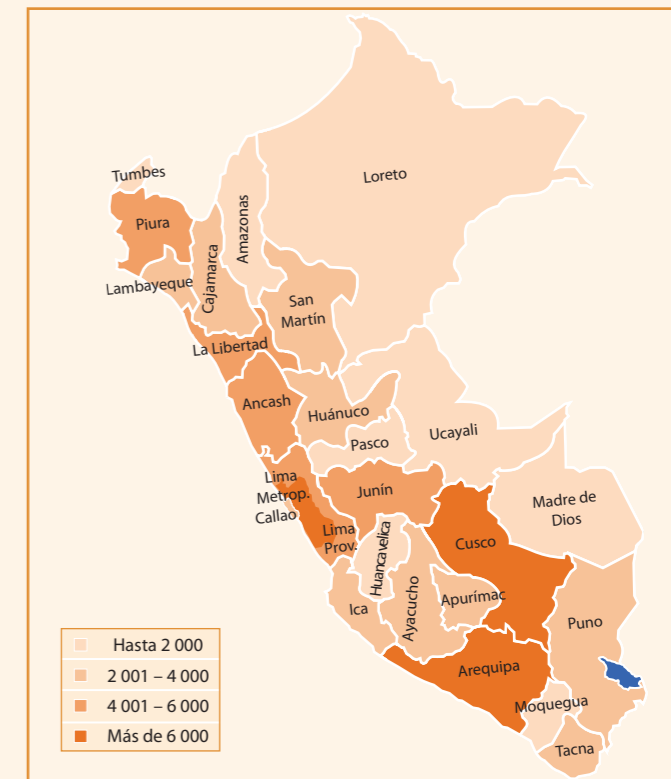 Tumbes
Loreto
Piura
Amazonas
Lambayeque
Cajamarca
San
Martín
La Libertad
Ancash
Huánuco
Ucayali
Pasco
Lima
Metrop.
Callao
Junín
Madre de
Dios
Lima
Prov.
Cusco
Huancavelica
Ica
Ayacucho
Apurímac
Puno
Arequipa
Moquegua
Tacna
Hasta 2 000
2 001 – 4 000
4 001 – 6 000
Más de 6 000